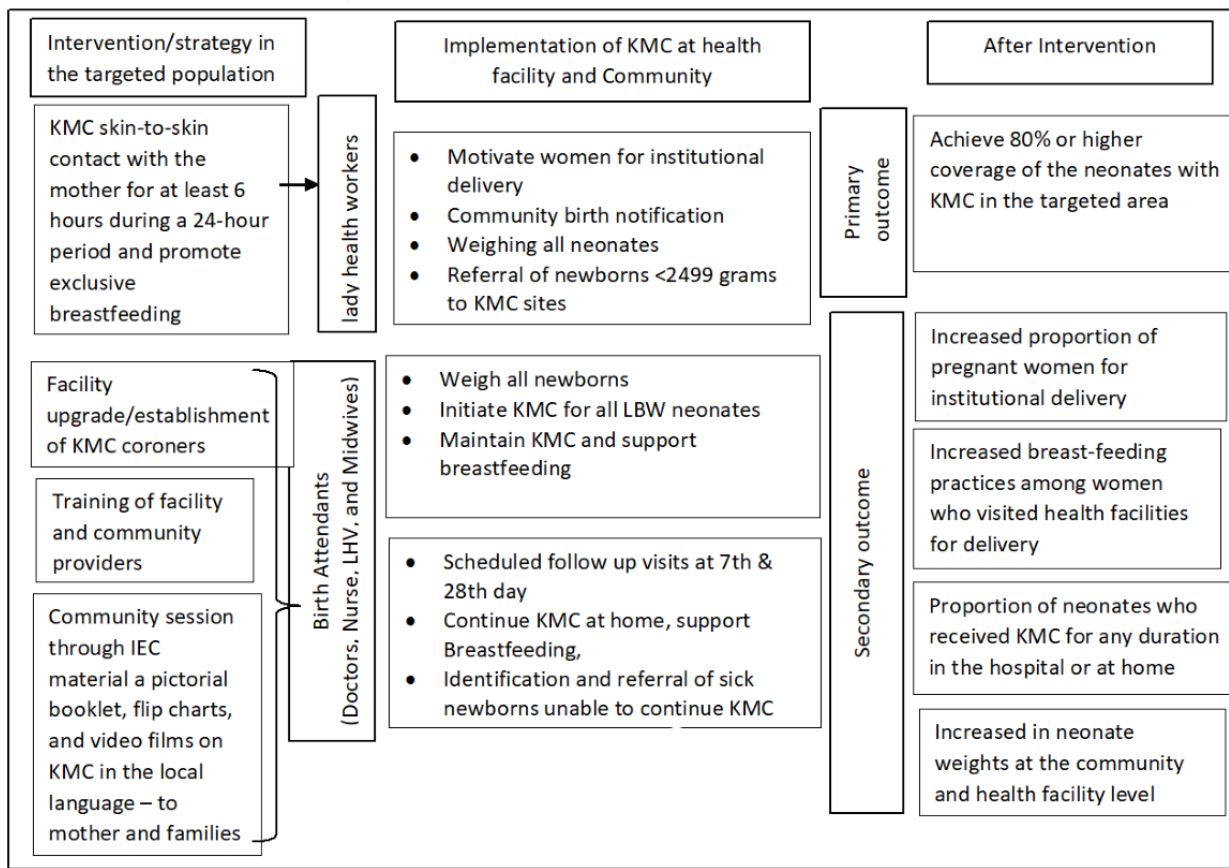 Intervention/strategy in
the targeted population
Implementation of KMC at health
facility and Community
After Intervention
KMC skin-to-skin
contact with the
mother for at least 6
hours during a 24-hour
period and promote
exclusive
breastfeeding
lady health workers
• Motivate women for institutional
delivery
• Community birth notification
• Weighing all neonates
• Referral of newborns <2499 grams
to KMC sites
Primary
outcome
Achieve 80% or higher
coverage of the neonates with
KMC in the targeted area
Facility
upgrade/establishment
of KMC coroners
Training of facility
and community
providers
Community session
through IEC
material a pictorial
booklet, flip charts,
and video films on
KMC in the local
language – to
mother and families
Birth Attendants
(Doctors, Nurse, LHV, and Midwives)
• Weigh all newborns
• Initiate KMC for all LBW neonates
• Maintain KMC and support
breastfeeding
• Scheduled follow up visits at 7th &
28th day
• Continue KMC at home, support
Breastfeeding,
• Identification and referral of sick
newborns unable to continue KMC
Secondary outcome
Increased proportion of
pregnant women for
institutional delivery
Increased breast-feeding
practices among women
who visited health facilities
for delivery
Proportion of neonates who
received KMC for any duration
in the hospital or at home
Increased in neonate
weights at the community
and health facility level